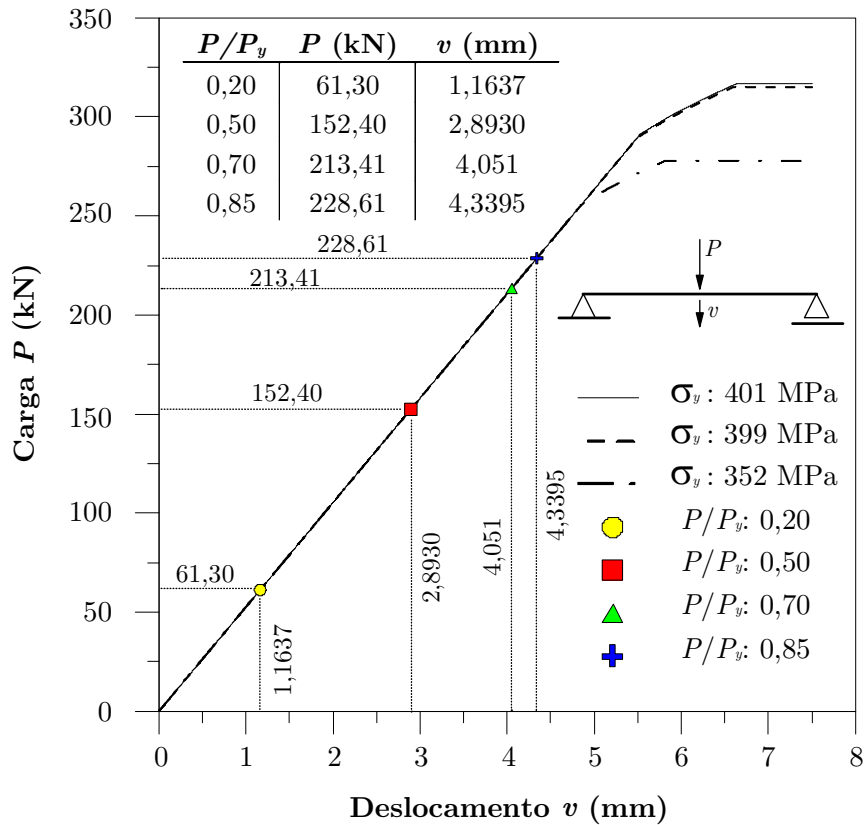 350
300
250
200
150
100
50
0
Carga P (kN)
P/Py P (kN) v (mm)
0,20 61,30 1,1637
0,50 152,40 2,8930
0,70 213,41 4,051
0,85 228,61 4,3395
228,61
213,41
152,40
61,30
1,1637
2,8930
4,051
4,3395
P
v
σy: 401 MPa
σy: 399 MPa
σy: 352 MPa
P/Py: 0,20
P/Py: 0,50
P/Py: 0,70
P/Py: 0,85
0 1 2 3 4 5 6 7 8
Deslocamento v (mm)